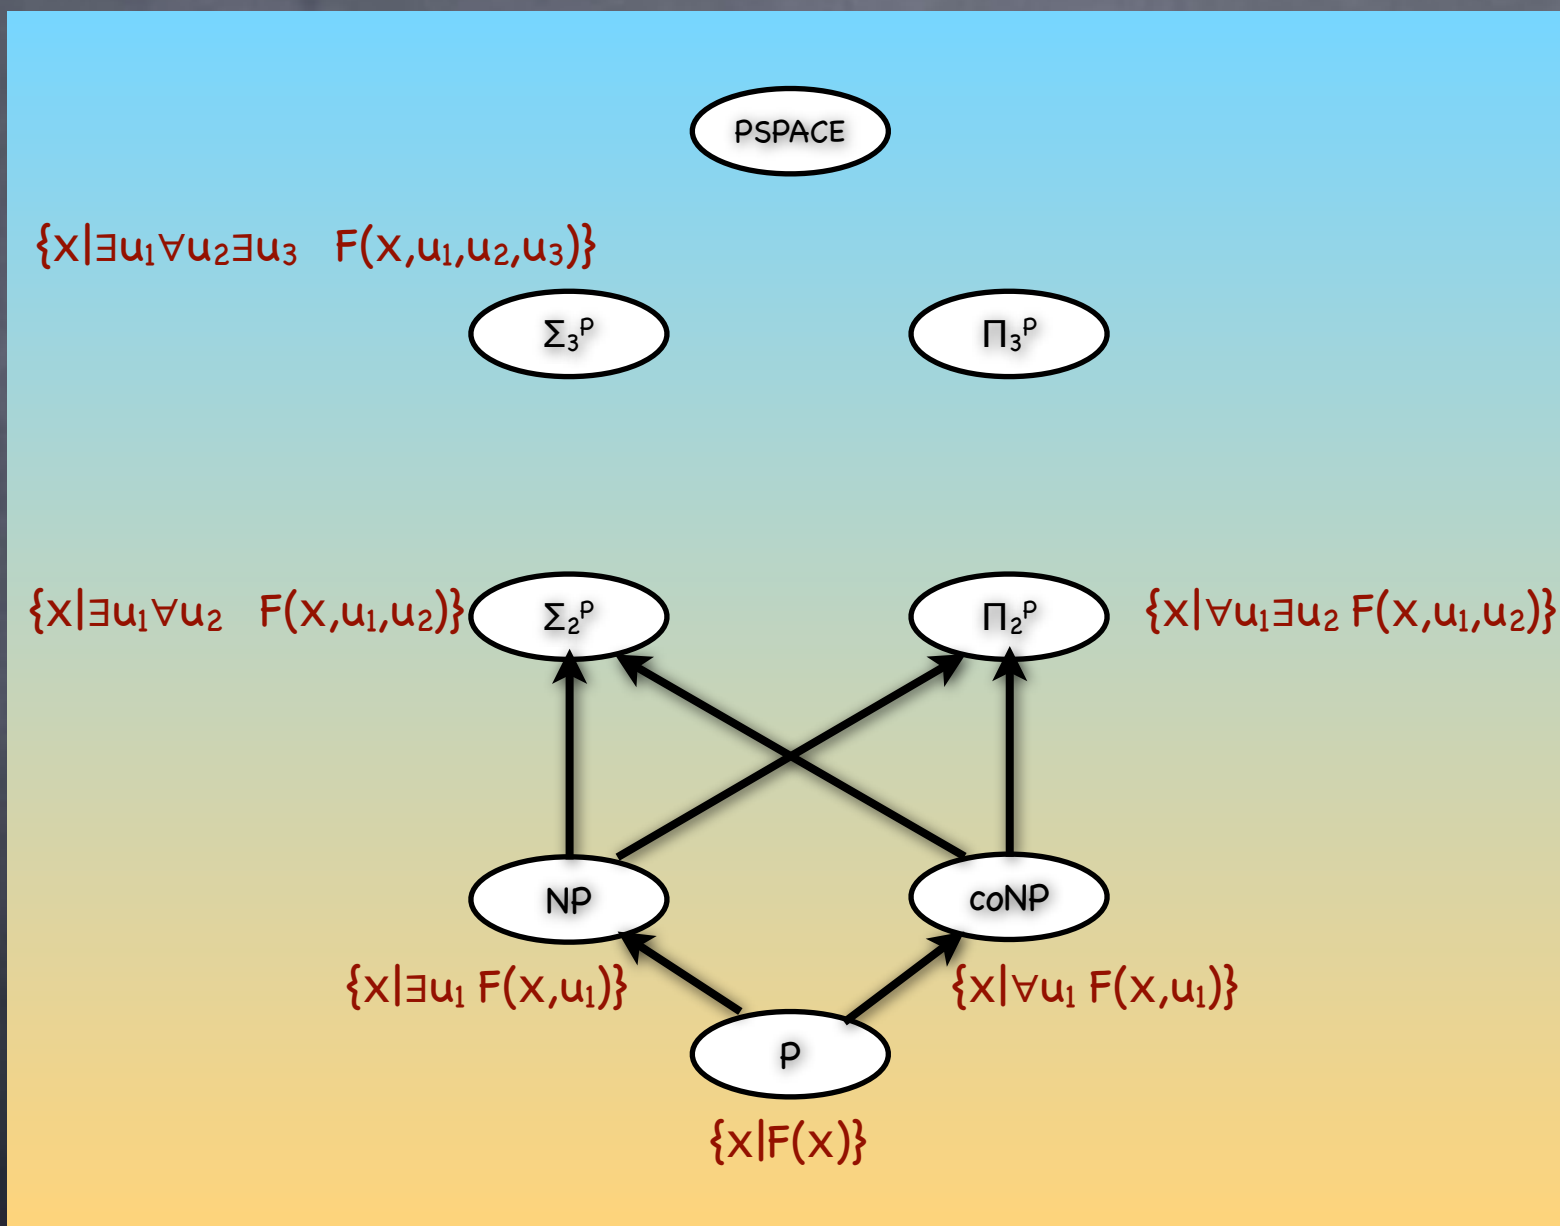 PSPACE
{x|∃u₁∀u₂∃u₃ F(x,u₁,u₂,u₃)}
Σ₃ᴾ Π₃ᴾ
{x|∃u₁∀u₂ F(x,u₁,u₂)} Σ₂ᴾ Π₂ᴾ {x|∀u₁∃u₂ F(x,u₁,u₂)}
NP coNP
{x|∃u₁ F(x,u₁)} {x|∀u₁ F(x,u₁)}
P
{x|F(x)}